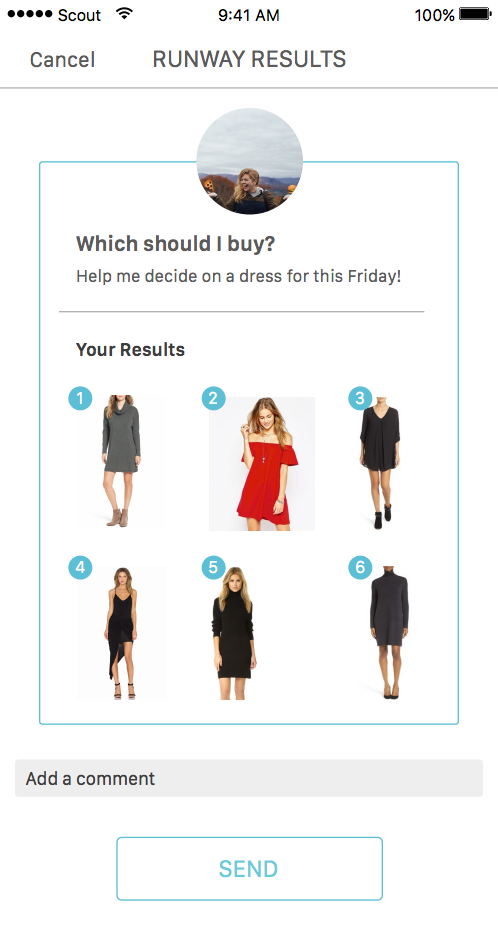 Scout 9:41 AM 100%
Cancel RUNWAY RESULTS
Which should I buy?
Help me decide on a dress for this Friday!
Your Results
1 2 3
4 5 6
Add a comment
SEND